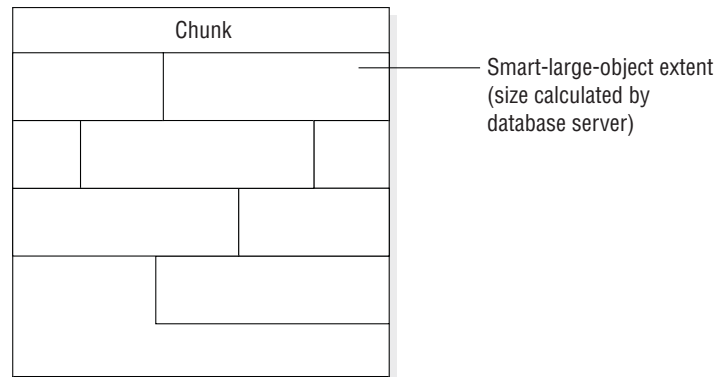 Chunk
Smart-large-object extent
(size calculated by
database server)